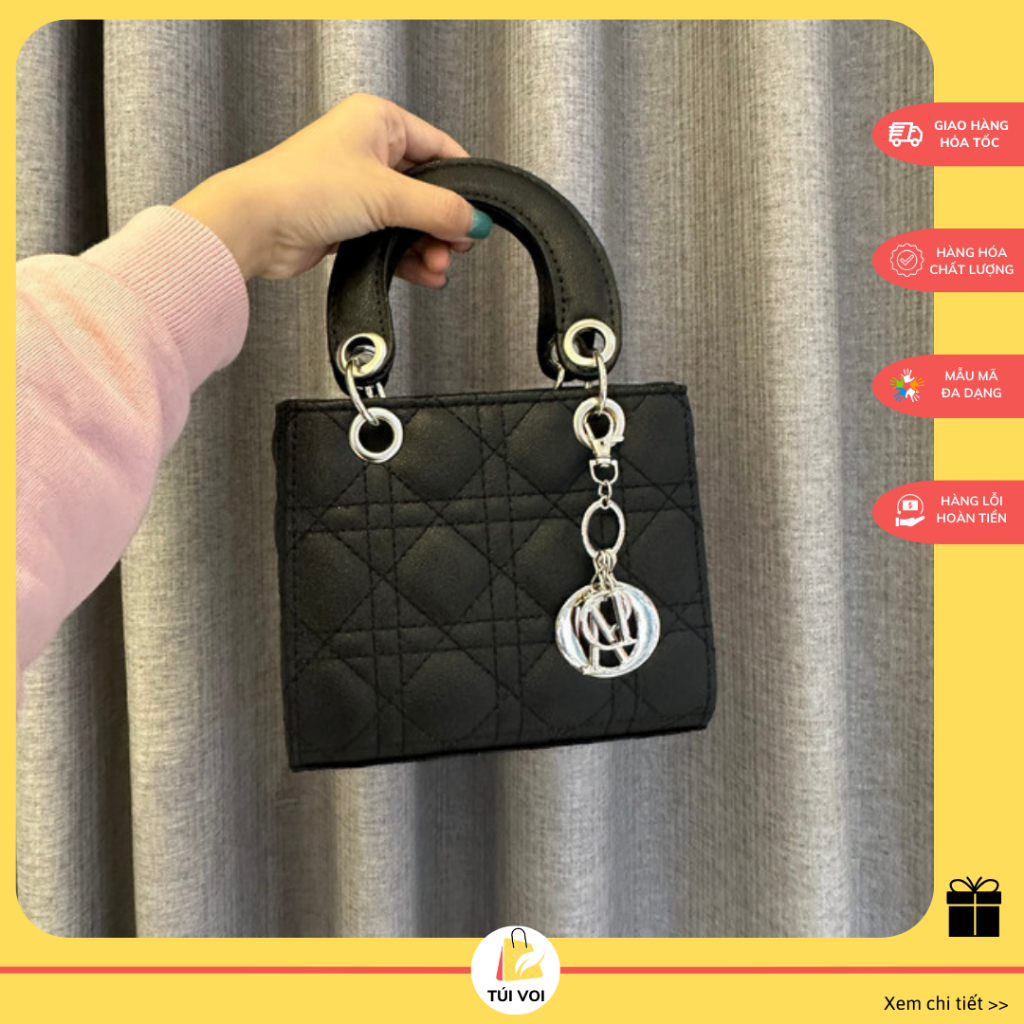 GIAO HÀNG
HỎA TỐC
HÀNG HÓA
CHẤT LƯỢNG
MẪU MÃ
ĐA DẠNG
HÀNG LỖI
HOÀN TIỀN
TÚI VOI
Xem chi tiết >>